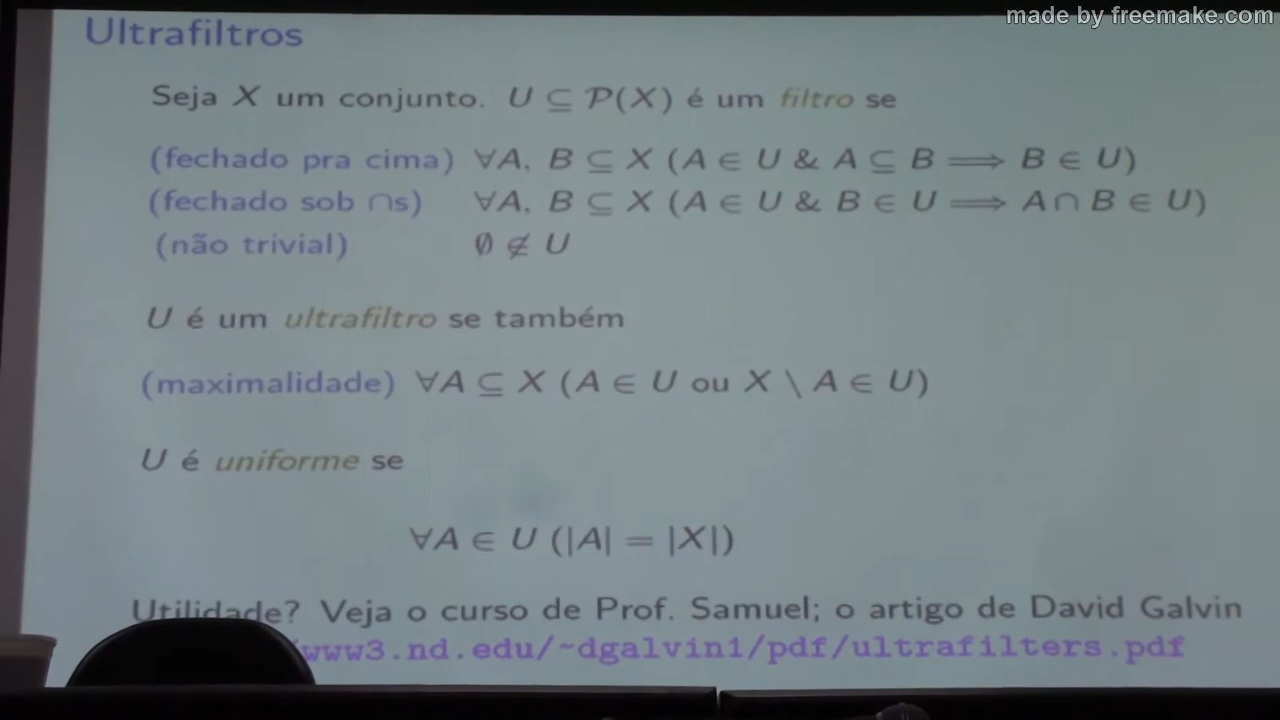 made by freemake.com
Ultrafiltros
Seja X um conjunto. U ⊆ P(X) é um filtro se
(fechado pra cima) ∀A, B ⊆ X (A ∈ U & A ⊆ B ⟹ B ∈ U)
(fechado sob ∩s) ∀A, B ⊆ X (A ∈ U & B ∈ U ⟹ A ∩ B ∈ U)
(não trivial) ∅ ∉ U
U é um ultrafiltro se também
(maximalidade) ∀A ⊆ X (A ∈ U ou X \ A ∈ U)
U é uniforme se
∀A ∈ U (|A| = |X|)
Utilidade? Veja o curso de Prof. Samuel; o artigo de David Galvin
/www3.nd.edu/~dgalvin1/pdf/ultrafilters.pdf